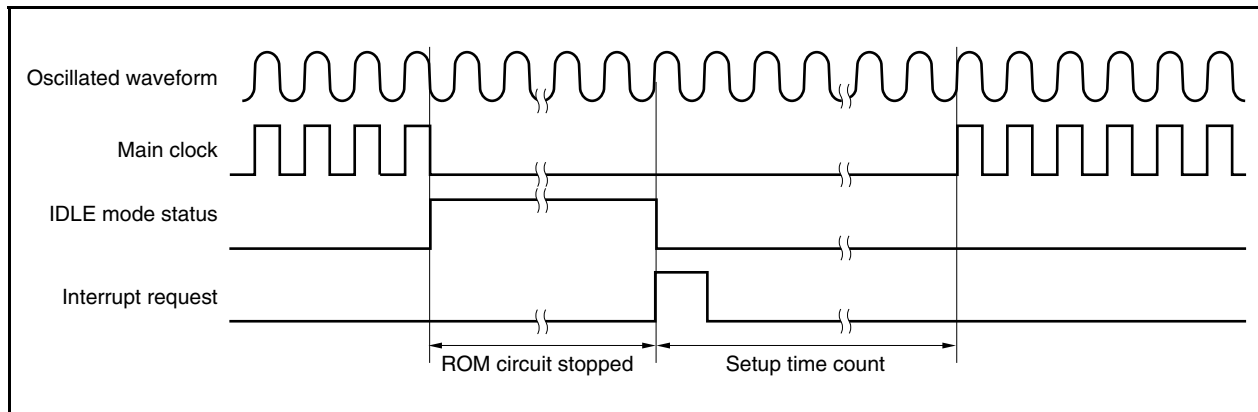 Oscillated waveform
Main clock
IDLE mode status
Interrupt request
ROM circuit stopped
Setup time count